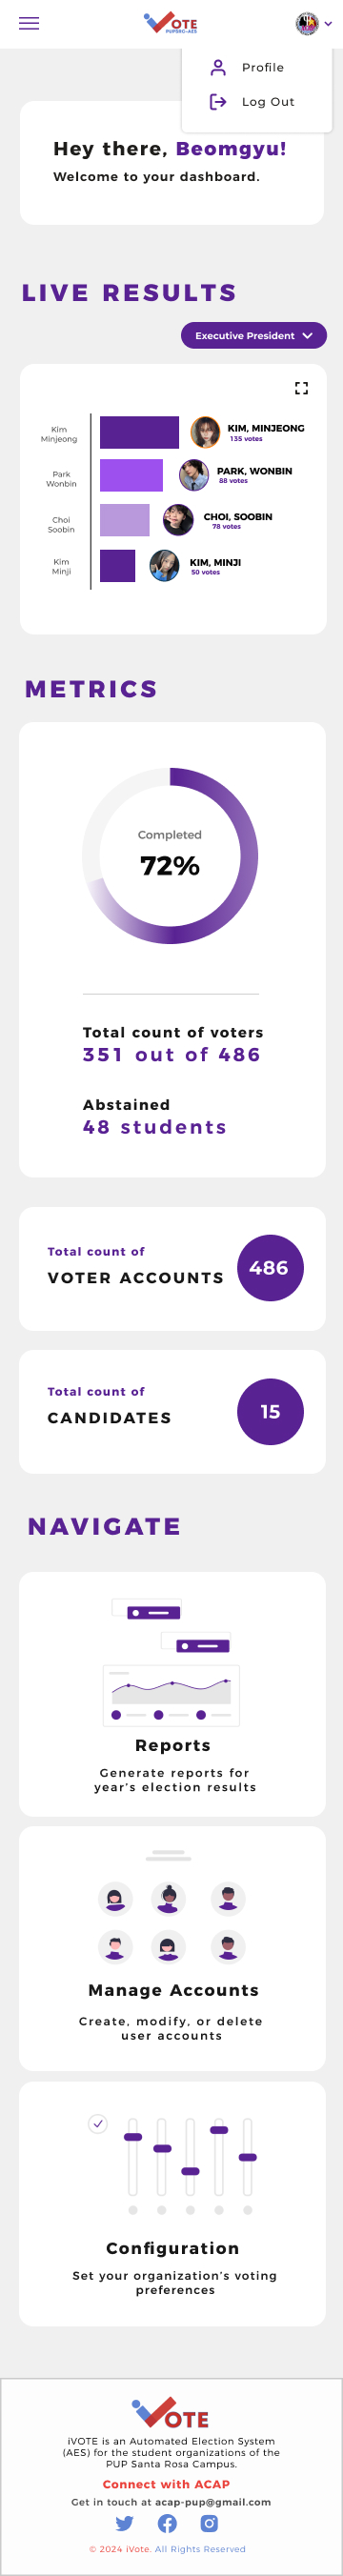 VOTE
PUPSRC-AES
Profile
Log Out
Hey there, Beomgyu!
Welcome to your dashboard.
LIVE RESULTS
Executive President
Kim
Minjeong
KIM, MINJEONG
135 votes
Park
Wonbin
PARK, WONBIN
88 votes
Choi
Soobin
CHOI, SOOBIN
78 votes
Kim
Minji
KIM, MINJI
50 votes
METRICS
Completed
72%
Total count of voters
351 out of 486
Abstained
48 students
Total count of
VOTER ACCOUNTS
486
Total count of
CANDIDATES
15
NAVIGATE
Reports
Generate reports for
year’s election results
Manage Accounts
Create, modify, or delete
user accounts
Configuration
Set your organization’s voting
preferences
VOTE
iVOTE is an Automated Election System
(AES) for the student organizations of the
PUP Santa Rosa Campus.
Connect with ACAP
Get in touch at acap-pup@gmail.com
© 2024 iVote. All Rights Reserved